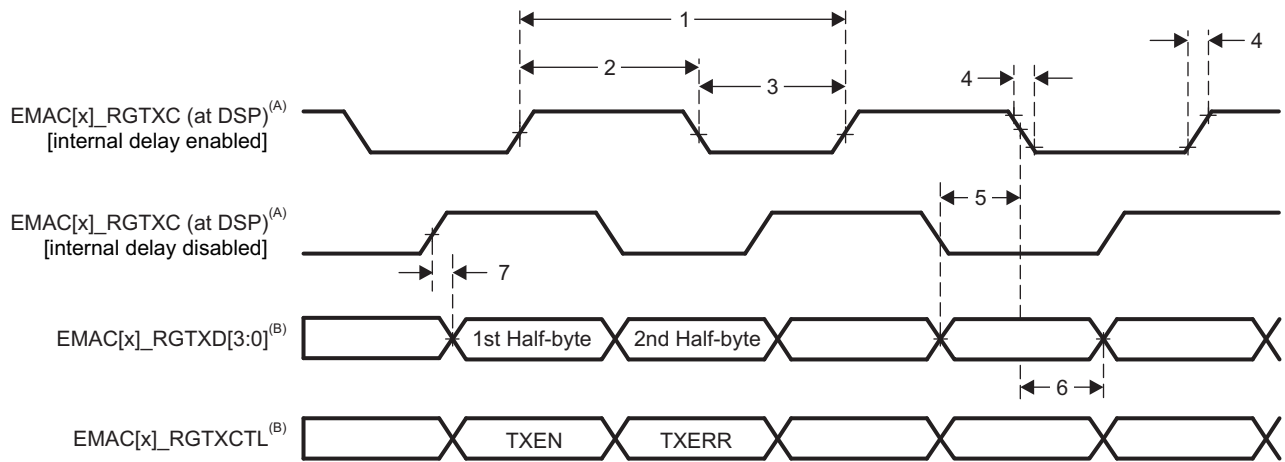 1
2
3
4
4
EMAC[x]_RGTXC (at DSP)(A)
[internal delay enabled]
5
EMAC[x]_RGTXC (at DSP)(A)
[internal delay disabled]
7
EMAC[x]_RGTXD[3:0](B)
1st Half-byte
2nd Half-byte
6
EMAC[x]_RGTXCTL(B)
TXEN
TXERR